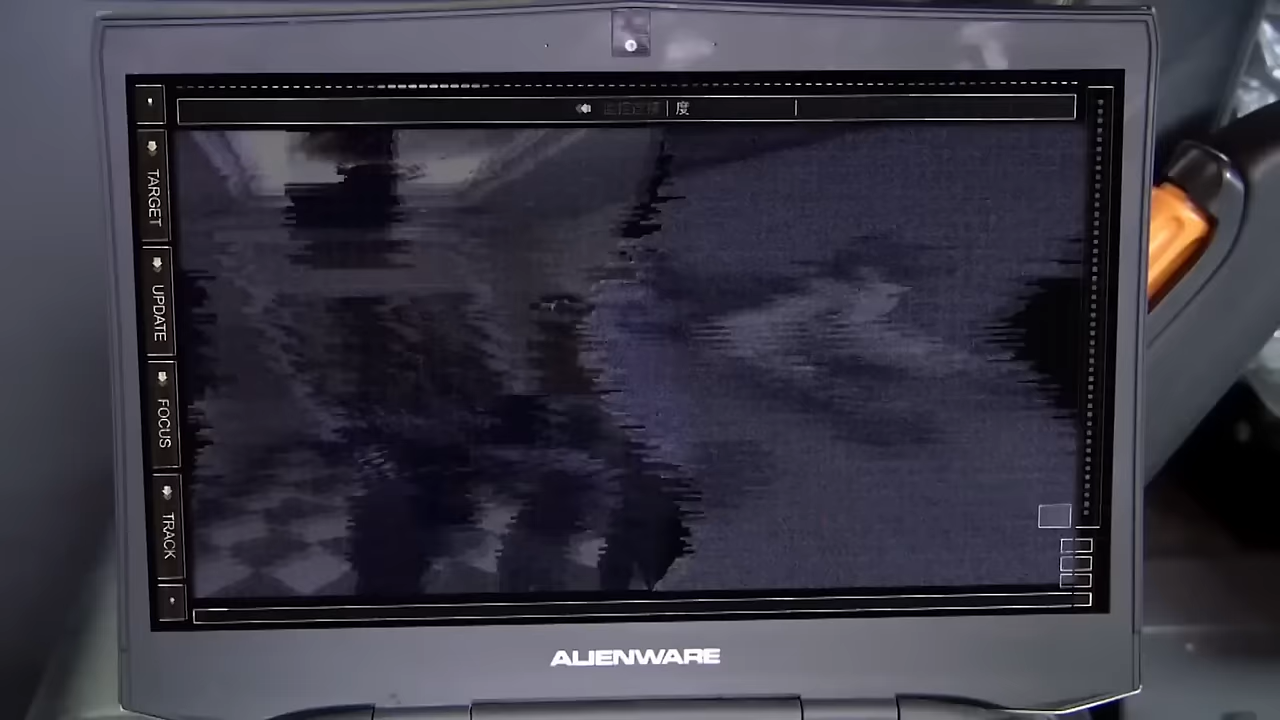 度
TARGET
UPDATE
FOCUS
TRACK
ALIENWARE